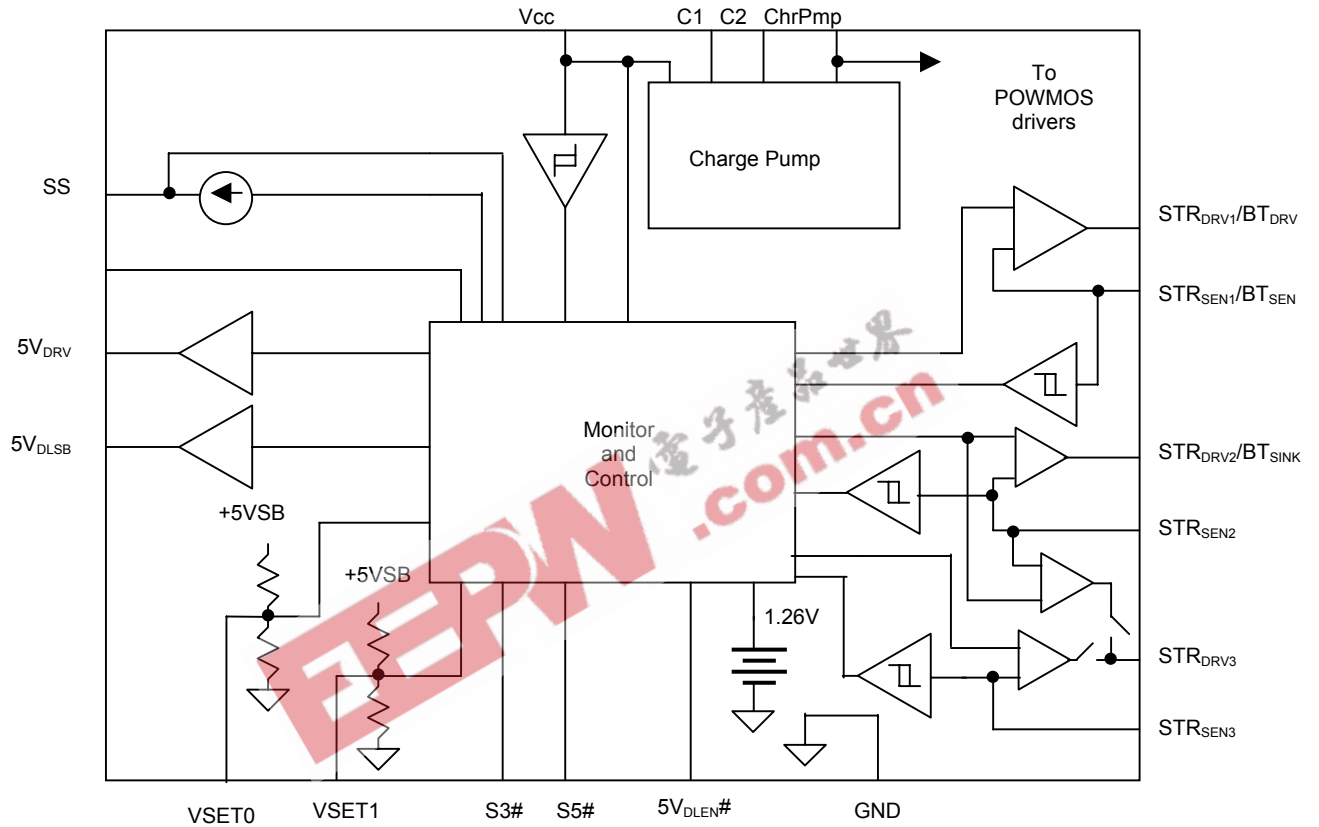 Vcc C1 C2 ChrPmp
To
POWMOS
drivers
Charge Pump
SS
STRDRV1/BTDRV
STRSEN1/BTSEN
5VDRV
5VDLSB
Monitor
and
Control
STRDRV2/BTSINK
STRSEN2
+5VSB
+5VSB
1.26V
STRDRV3
STRSEN3
VSET0 VSET1 S3# S5# 5VDLEN# GND
電子產品世界
EEPW .com.cn